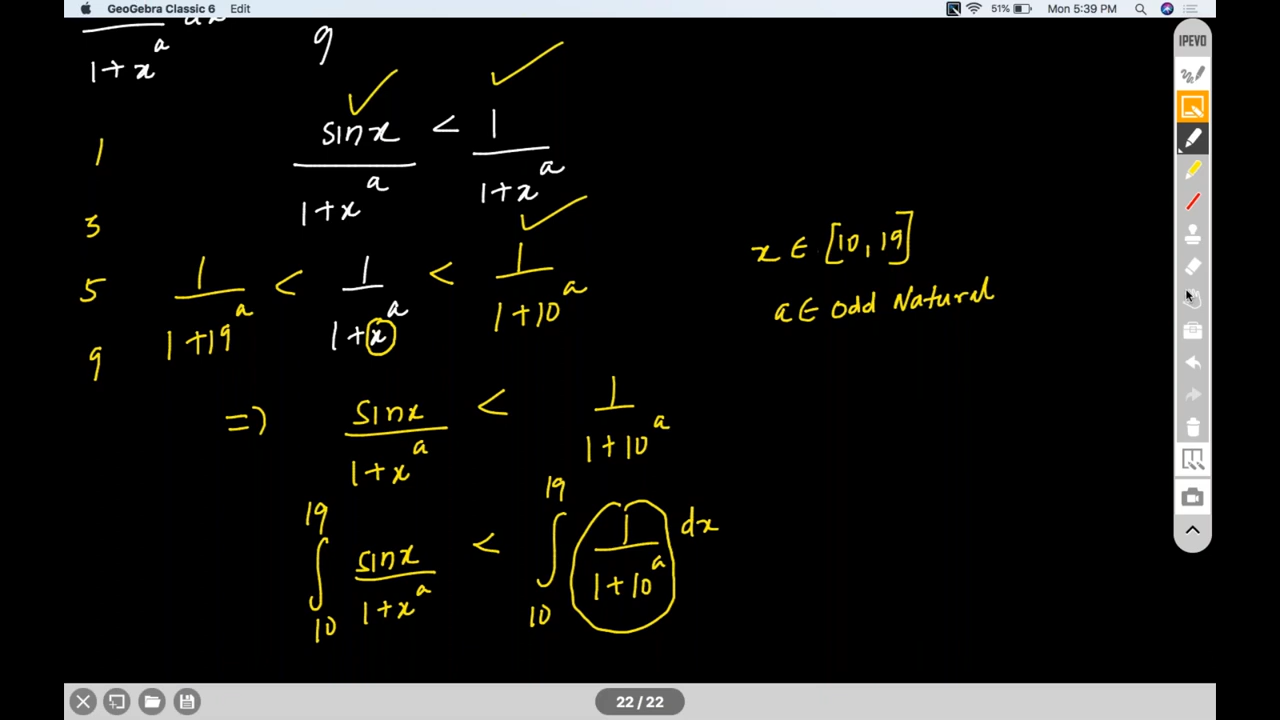 GeoGebra Classic 6 Edit 51% Mon 5:39 PM
IPEVO
1+x^a
9
sin x / 1+x^a < 1 / 1+x^a
1
3
5
9
1 / 1+19^a < 1 / 1+x^a < 1 / 1+10^a
x ∈ [10, 19]
a ∈ odd Natural
=> sin x / 1+x^a < 1 / 1+10^a
∫_10^19 sin x / 1+x^a < ∫_10^19 1 / 1+10^a dx
22 / 22